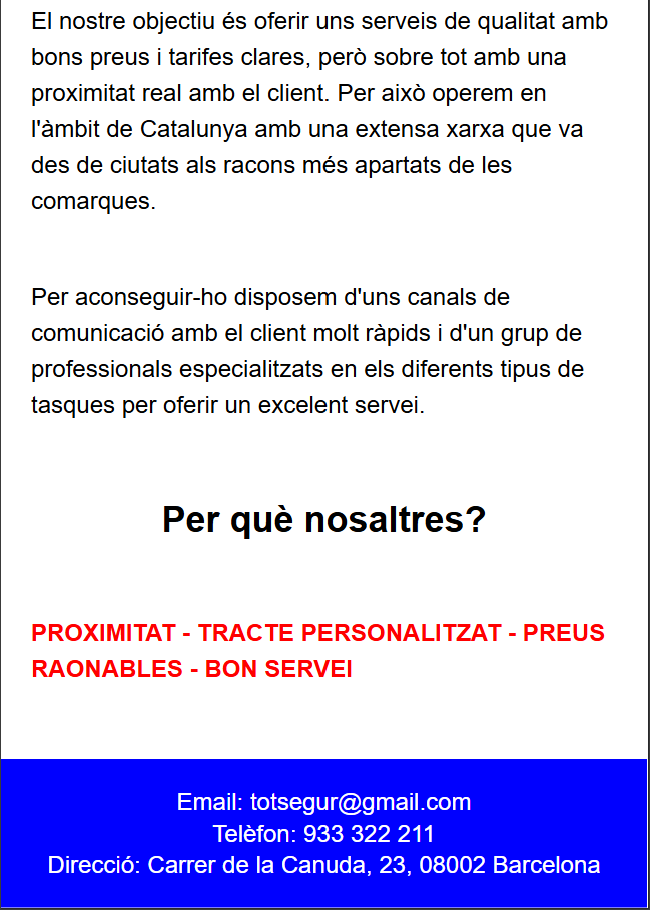 El nostre objectiu és oferir uns serveis de qualitat amb
bons preus i tarifes clares, però sobre tot amb una
proximitat real amb el client. Per això operem en
l'àmbit de Catalunya amb una extensa xarxa que va
des de ciutats als racons més apartats de les
comarques.
Per aconseguir-ho disposem d'uns canals de
comunicació amb el client molt ràpids i d'un grup de
professionals especialitzats en els diferents tipus de
tasques per oferir un excelent servei.
Per què nosaltres?
PROXIMITAT - TRACTE PERSONALITZAT - PREUS
RAONABLES - BON SERVEI
Email: totsegur@gmail.com
Telèfon: 933 322 211
Direcció: Carrer de la Canuda, 23, 08002 Barcelona